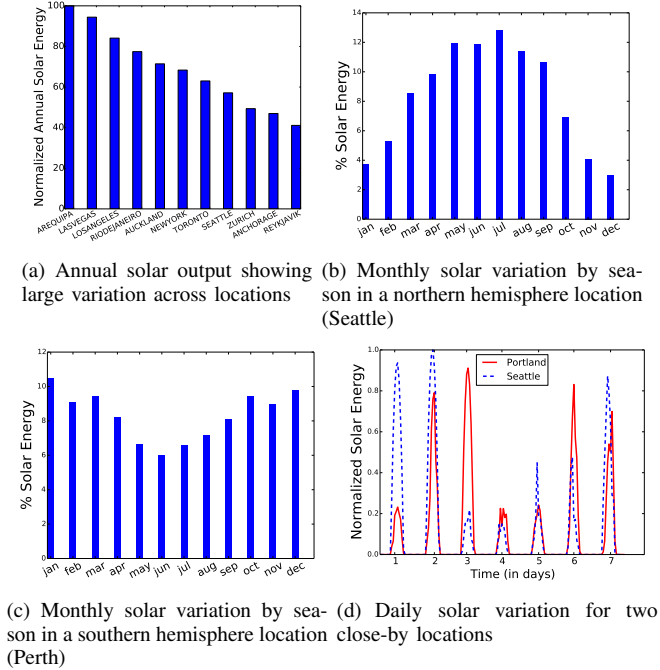 Normalized Annual Solar Energy
100
80
60
40
20
0
AREQUIPA
LASVEGAS
LOSANGELES
RIODEJANEIRO
AUCKLAND
NEWYORK
TORONTO
SEATTLE
ZURICH
ANCHORAGE
REYKJAVIK
% Solar Energy
14
12
10
8
6
4
2
0
jan
feb
mar
apr
may
jun
jul
aug
sep
oct
nov
dec
(a) Annual solar output showing
large variation across locations
(b) Monthly solar variation by sea-
son in a northern hemisphere location
(Seattle)
% Solar Energy
12
10
8
6
4
2
0
jan
feb
mar
apr
may
jun
jul
aug
sep
oct
nov
dec
Normalized Solar Energy
1.0
0.8
0.6
0.4
0.2
0.0
Portland
Seattle
1
2
3
4
5
6
7
Time (in days)
(c) Monthly solar variation by sea-
son in a southern hemisphere location
(Perth)
(d) Daily solar variation for two
close-by locations